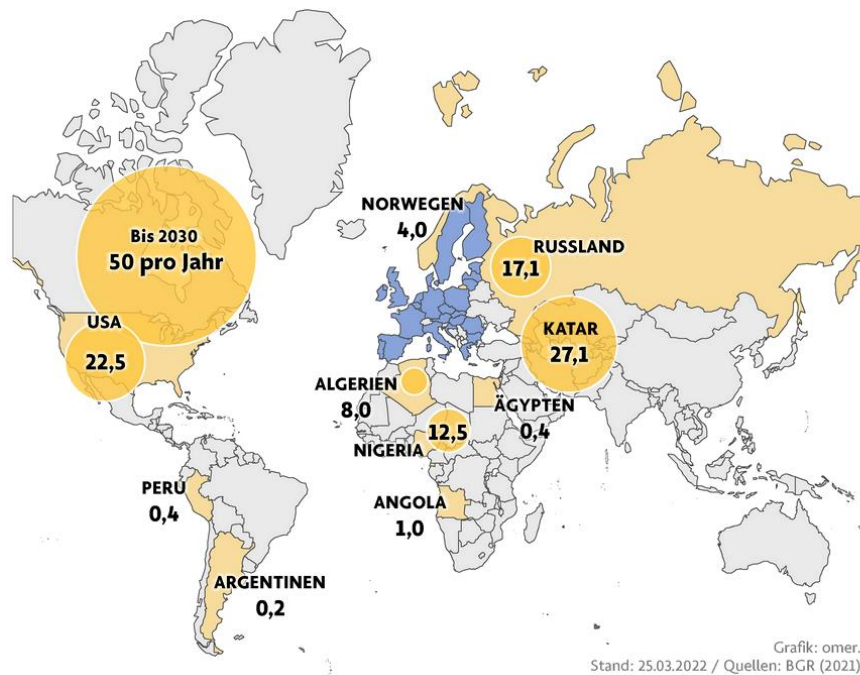 Bis 2030
50 pro Jahr
USA
22,5
NORWEGEN
4,0
RUSSLAND
17,1
KATAR
27,1
ALGERIEN
8,0
ÄGYPTEN
0,4
12,5
NIGERIA
ANGOLA
1,0
PERU
0,4
ARGENTINEN
0,2
Grafik: omer.
Stand: 25.03.2022 / Quellen: BGR (2021)